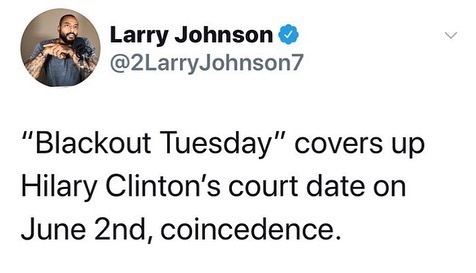 Larry Johnson
@2LarryJohnson7
“Blackout Tuesday” covers up
Hilary Clinton’s court date on
June 2nd, coincedence.